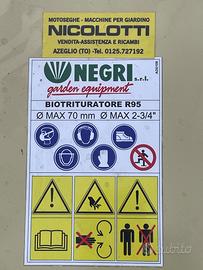 MOTOSEGHE - MACCHINE PER GIARDINO
NICOLOTTI
VENDITA-ASSISTENZA E RICAMBI
AZEGLIO (TO) - Tel. 0125.727192
NEGRI s.r.l.
garden equipment
BIOTRITURATORE R95
Ø MAX 70 mm Ø MAX 2-3/4"
subito